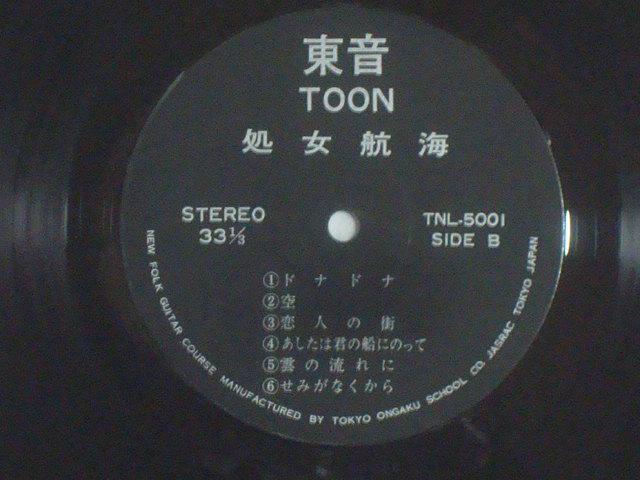 東音
TOON
処女航海
STEREO
33 1/3
TNL-5001
SIDE B
①ドナドナ
②空
③恋人の街
④あしたは君の船にのって
⑤雲の流れに
⑥せみがなくから
NEW FOLK GUITAR COURSE MANUFACTURED BY TOKYO ONGAKU SCHOOL CO. JASRAC TOKYO JAPAN